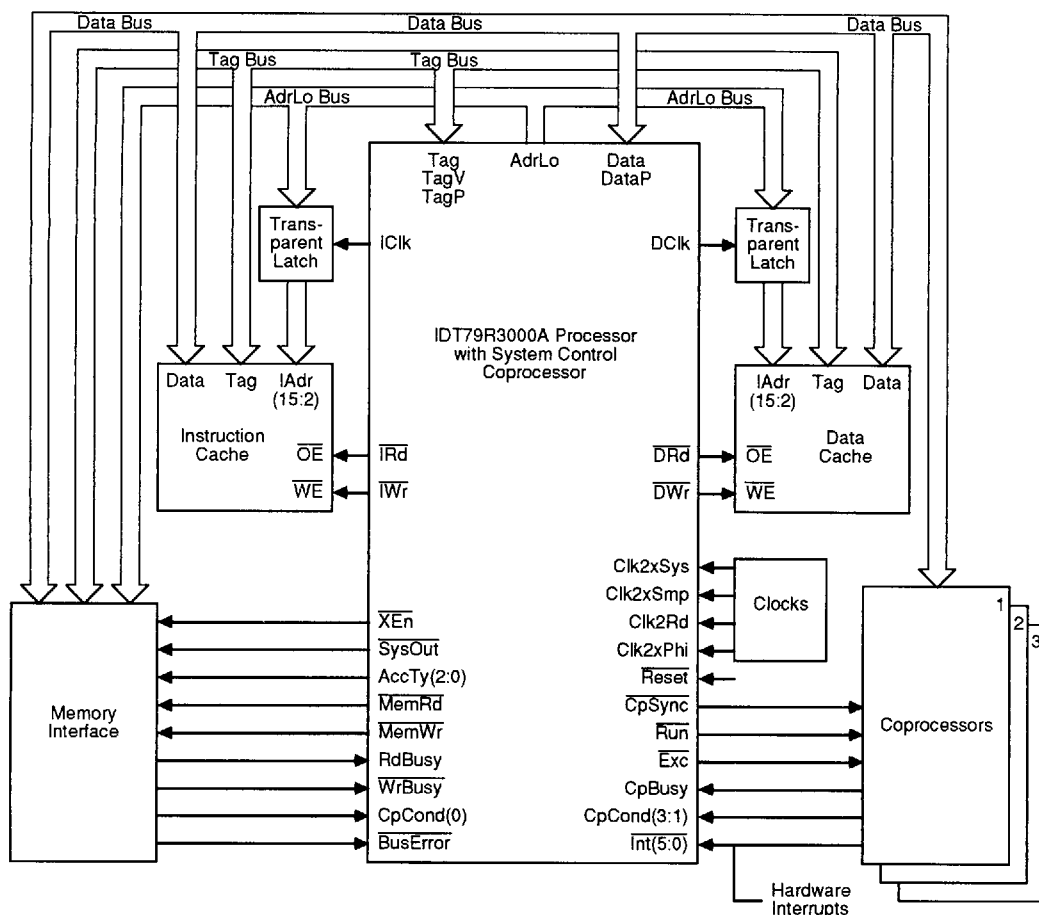 Data Bus
Data Bus
Data Bus
Tag Bus
Tag Bus
AdrLo Bus
AdrLo Bus
Tag
TagV
TagP
AdrLo
Data
DataP
Trans-
parent
Latch
IClk
DClk
Trans-
parent
Latch
IDT79R3000A Processor
with System Control
Coprocessor
Data
Tag
IAdr
(15:2)
Instruction
Cache
OE
WE
IRd
IWr
DRd
DWr
IAdr
(15:2)
Tag
Data
Data
Cache
OE
WE
Clk2xSys
Clk2xSmp
Clk2Rd
Clk2xPhi
Reset
Clocks
Memory
Interface
XEn
SysOut
AccTy(2:0)
MemRd
MemWr
RdBusy
WrBusy
CpCond(0)
BusError
CpSync
Run
Exc
CpBusy
CpCond(3:1)
Int(5:0)
Coprocessors
1
2
3
Hardware
Interrupts